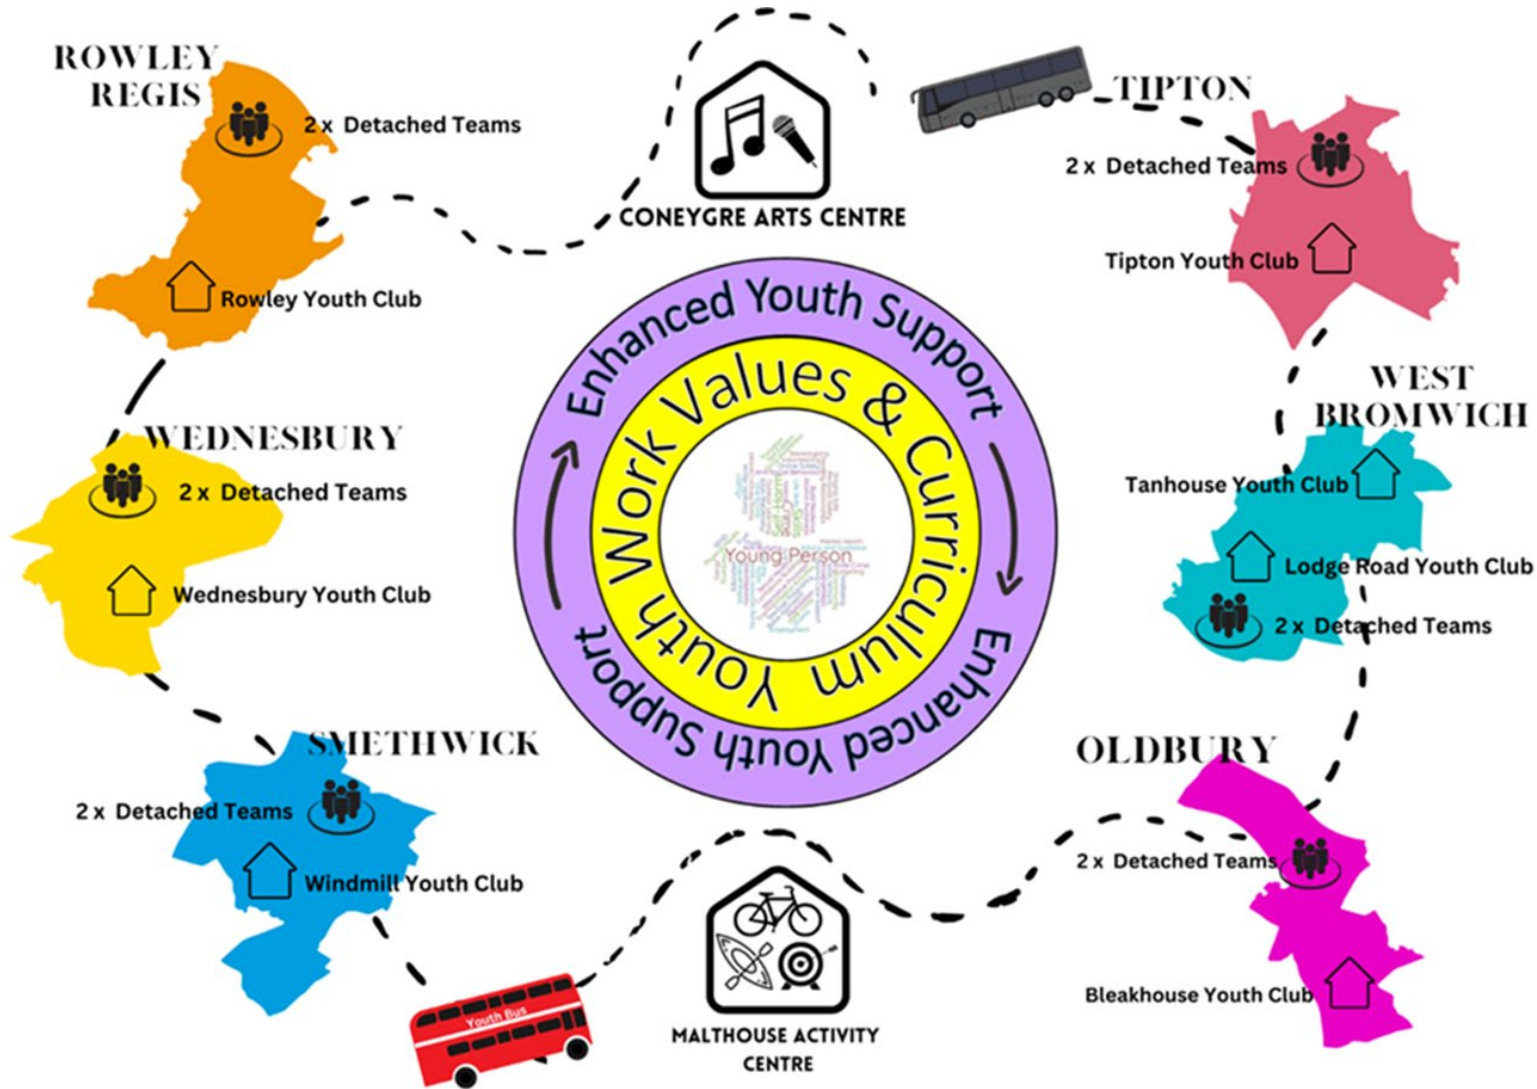 ROWLEY
REGIS
2 x Detached Teams
Rowley Youth Club
CONEYGRE ARTS CENTRE
TIPTON
2 x Detached Teams
Tipton Youth Club
Enhanced Youth Support
Enhanced Youth Support
Youth Work Values & Curriculum
Young Person
WEDNESBURY
2 x Detached Teams
Wednesbury Youth Club
WEST
BROMWICH
Tanhouse Youth Club
Lodge Road Youth Club
2 x Detached Teams
SMETHWICK
2 x Detached Teams
Windmill Youth Club
Youth Bus
MALTHOUSE ACTIVITY
CENTRE
OLDBURY
2 x Detached Teams
Bleakhouse Youth Club